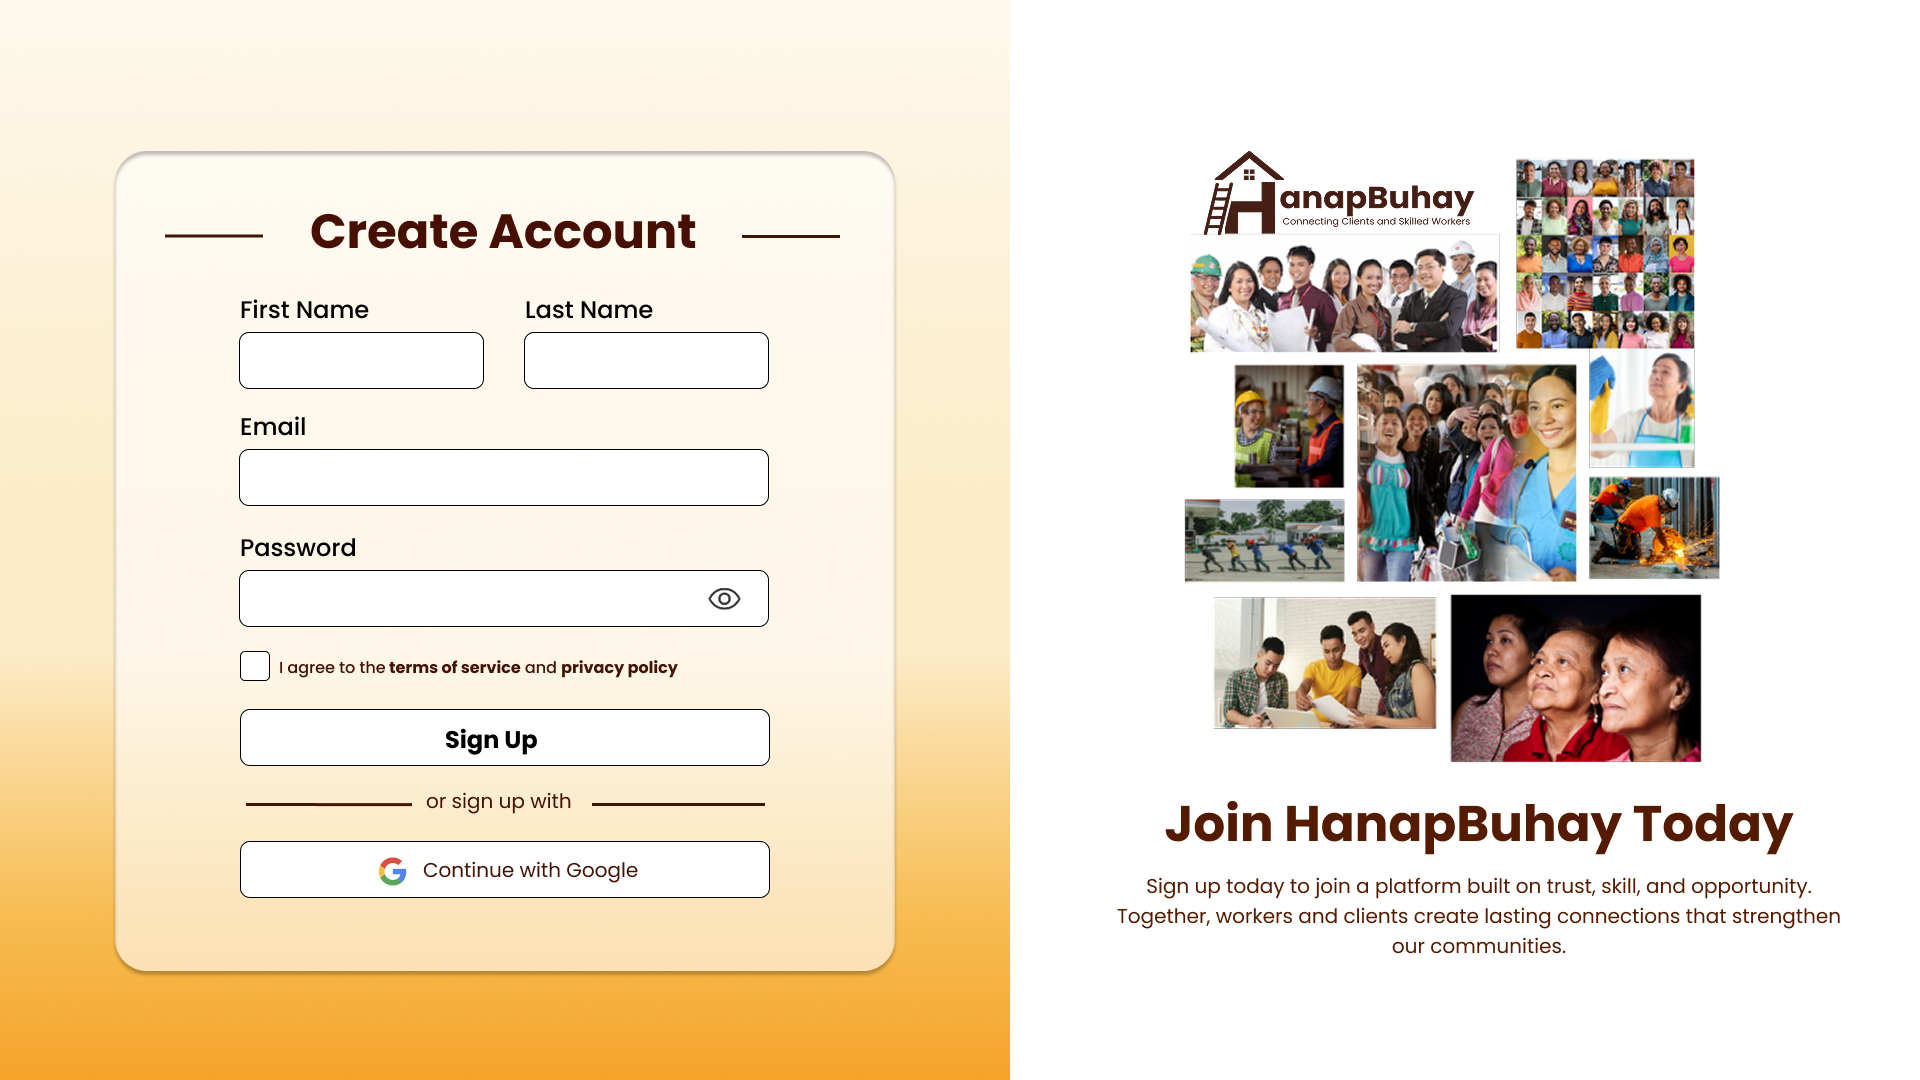 Create Account
First Name
Last Name
Email
Password
I agree to the terms of service and privacy policy
Sign Up
or sign up with
Continue with Google
HanapBuhay
Connecting Clients and Skilled Workers
Join HanapBuhay Today
Sign up today to join a platform built on trust, skill, and opportunity.
Together, workers and clients create lasting connections that strengthen
our communities.